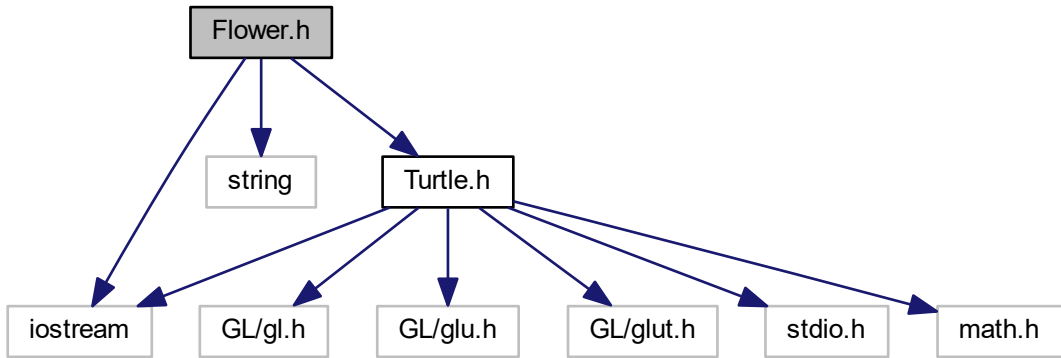 Flower.h
string
Turtle.h
iostream
GL/gl.h
GL/glu.h
GL/glut.h
stdio.h
math.h